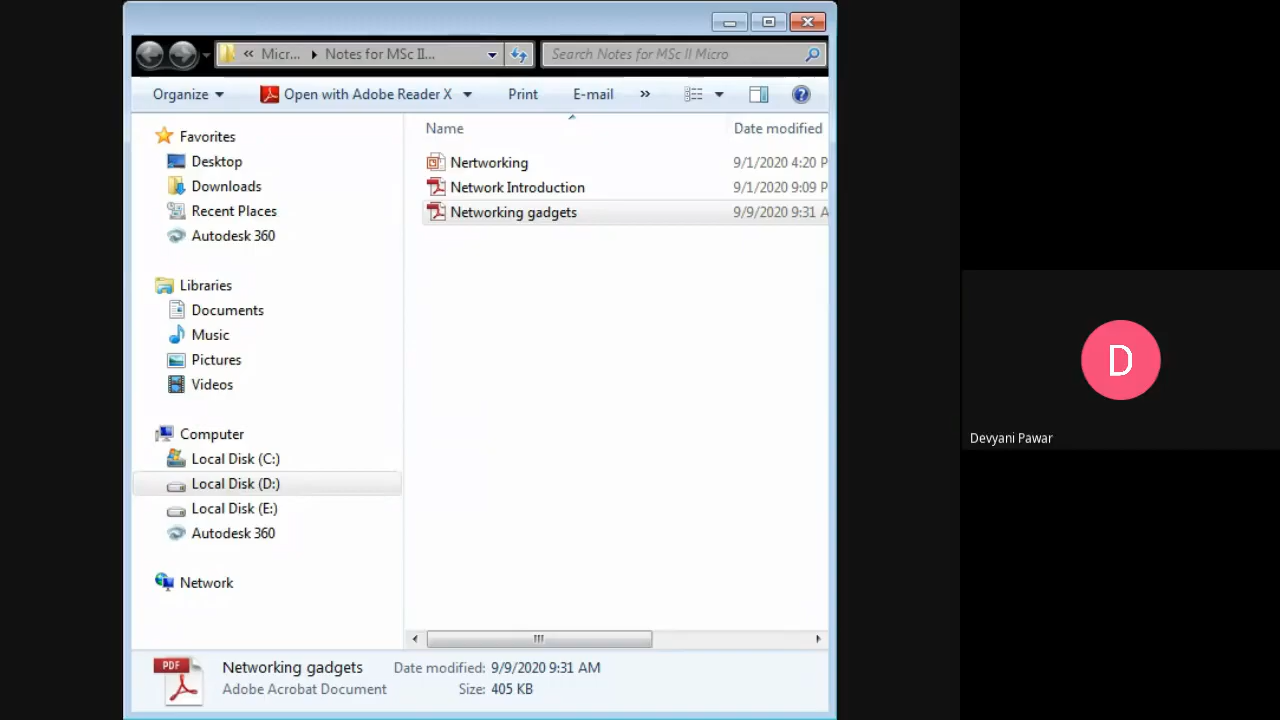 « Micr... ▸ Notes for MSc II...
Search Notes for MSc II Micro
Organize Open with Adobe Reader X Print E-mail »
Favorites
Desktop
Downloads
Recent Places
Autodesk 360
Libraries
Documents
Music
Pictures
Videos
Computer
Local Disk (C:)
Local Disk (D:)
Local Disk (E:)
Autodesk 360
Network
Name Date modified
Nertworking 9/1/2020 4:20 P
Network Introduction 9/1/2020 9:09 P
Networking gadgets 9/9/2020 9:31 A
PDF
Networking gadgets Date modified: 9/9/2020 9:31 AM
Adobe Acrobat Document Size: 405 KB
D
Devyani Pawar